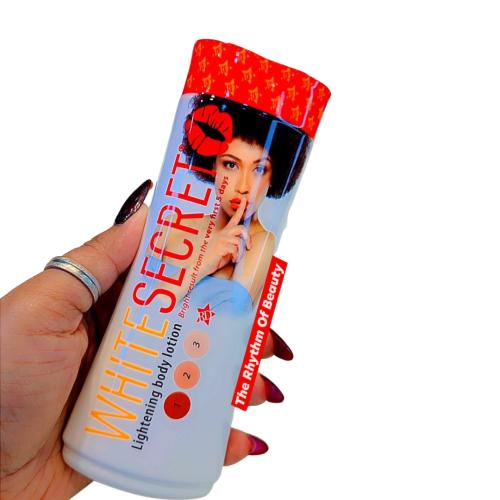 WHITE SECRET
Bright result from the very first 5 days
Lightening body lotion
1 2 3
The Rhythm Of Beauty